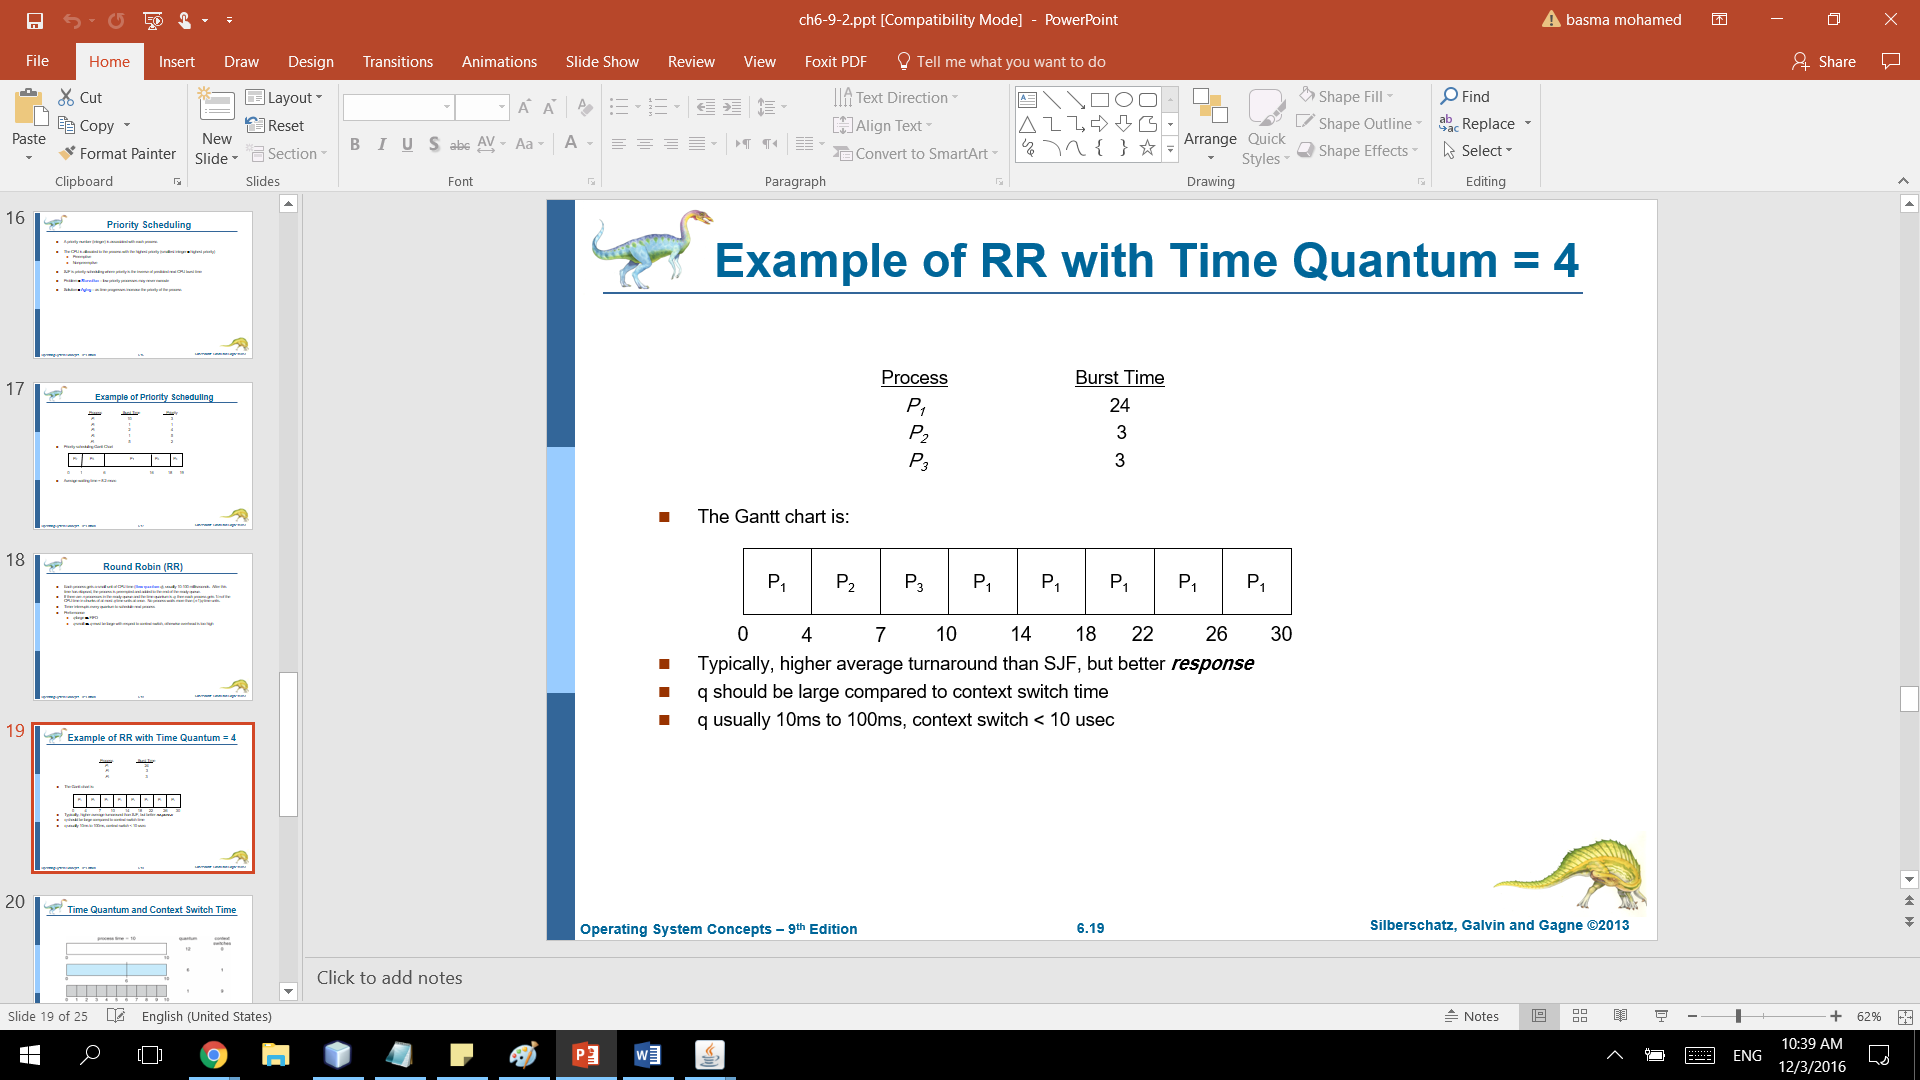 ch6-9-2.ppt [Compatibility Mode] - PowerPoint
basma mohamed
File Home Insert Draw Design Transitions Animations Slide Show Review View Foxit PDF Tell me what you want to do
Share
Paste
Cut
Copy
Format Painter
Clipboard
New Slide
Layout
Reset
Section
Slides
B I U S abc AV Aa A
Font
Text Direction
Align Text
Convert to SmartArt
Paragraph
Arrange
Quick Styles
Shape Fill
Shape Outline
Shape Effects
Drawing
Find
Replace
Select
Editing
16
Priority Scheduling
17
Example of Priority Scheduling
18
Round Robin (RR)
19
Example of RR with Time Quantum = 4
20
Time Quantum and Context Switch Time
Example of RR with Time Quantum = 4
Process Burst Time
P1 24
P2 3
P3 3
The Gantt chart is:
P1 P2 P3 P1 P1 P1 P1 P1
0 4 7 10 14 18 22 26 30
Typically, higher average turnaround than SJF, but better response
q should be large compared to context switch time
q usually 10ms to 100ms, context switch < 10 usec
Operating System Concepts – 9th Edition
6.19
Silberschatz, Galvin and Gagne ©2013
Click to add notes
Slide 19 of 25
English (United States)
Notes
62%
ENG
10:39 AM
12/3/2016